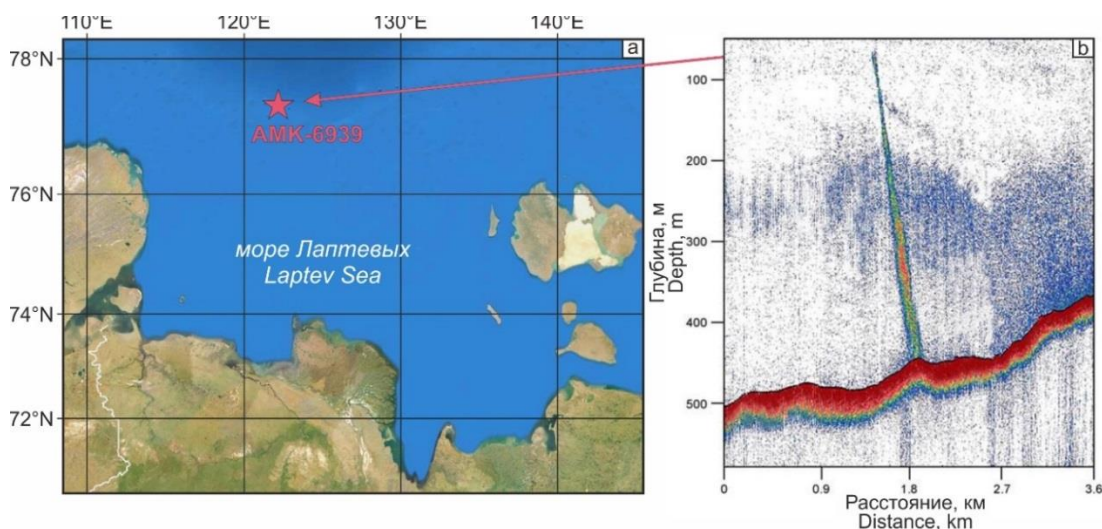 110°E 120°E 130°E 140°E
a
b
78°N
76°N
74°N
72°N
AMK-6939
море Лаптевых
Laptev Sea
100
200
300
400
500
Глубина, м
Depth, m
0 0.9 1.8 2.7 3.6
Расстояние, км
Distance, km